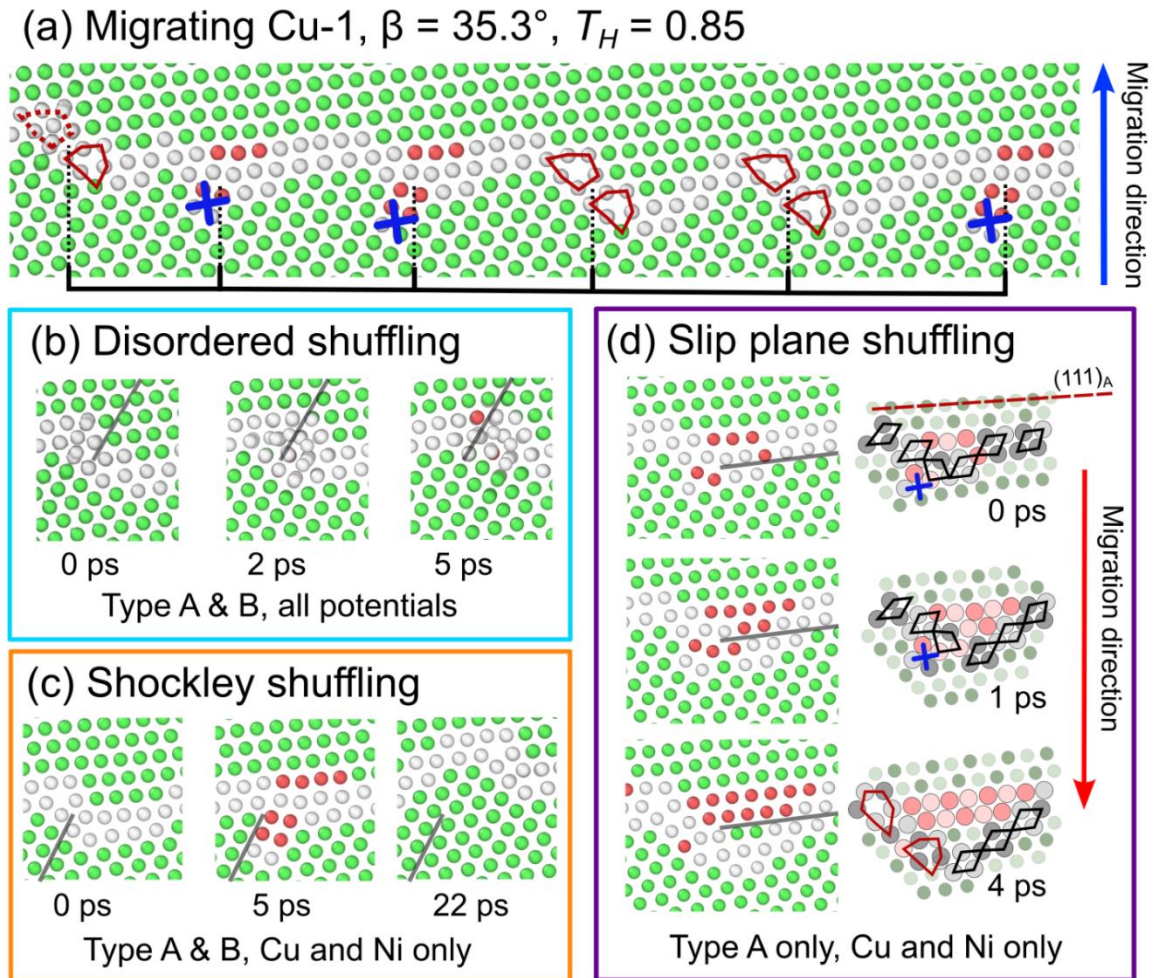 (a) Migrating Cu-1, β = 35.3°, T_H = 0.85
Migration direction
(b) Disordered shuffling
0 ps
2 ps
5 ps
Type A & B, all potentials
(c) Shockley shuffling
0 ps
5 ps
22 ps
Type A & B, Cu and Ni only
(d) Slip plane shuffling
(111)A
0 ps
1 ps
4 ps
Migration direction
Type A only, Cu and Ni only